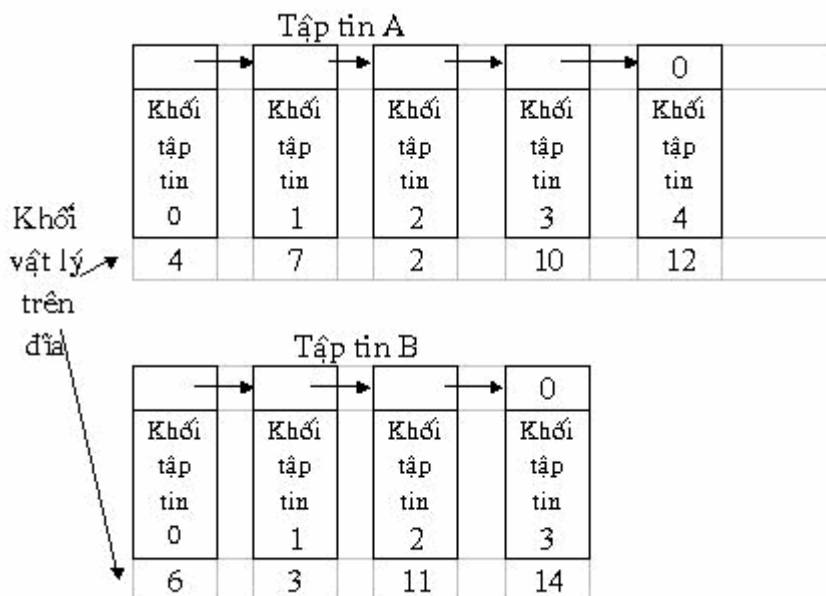 Tập tin A
0
Khối Khối Khối Khối Khối
tập tập tập tập tập
tin tin tin tin tin
0 1 2 3 4
4 7 2 10 12
Khối
vật lý
trên
đĩa
Tập tin B
0
Khối Khối Khối Khối
tập tập tập tập
tin tin tin tin
0 1 2 3
6 3 11 14